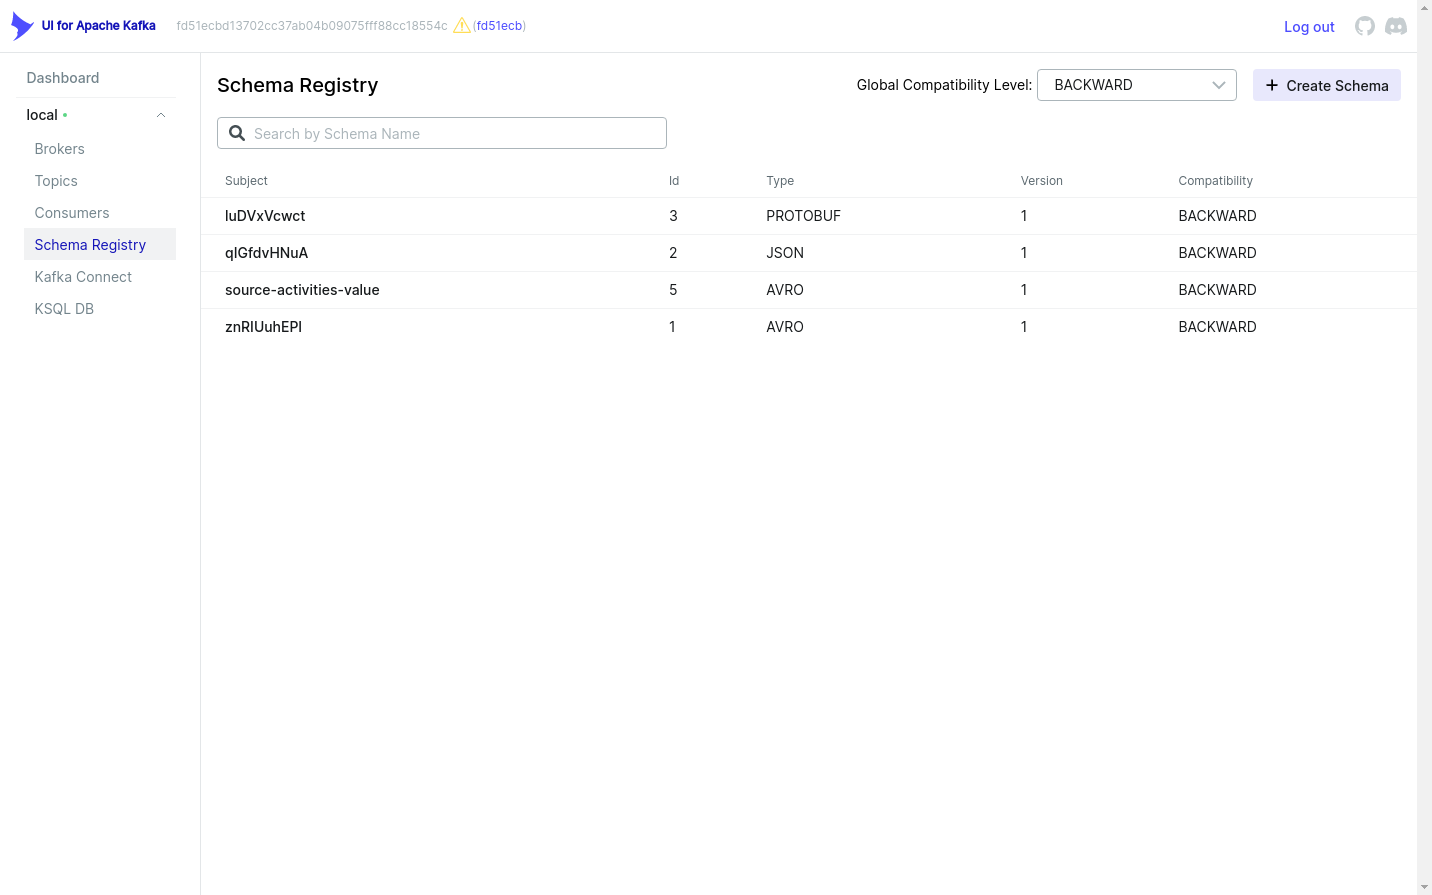 UI for Apache Kafka fd51ecbd13702cc37ab04b09075fff88cc18554c (fd51ecb) Log out
Dashboard
local
Brokers
Topics
Consumers
Schema Registry
Kafka Connect
KSQL DB
Schema Registry Global Compatibility Level: BACKWARD Create Schema
Search by Schema Name
Subject Id Type Version Compatibility
luDVxVcwct 3 PROTOBUF 1 BACKWARD
qlGfdvHNuA 2 JSON 1 BACKWARD
source-activities-value 5 AVRO 1 BACKWARD
znRlUuhEPI 1 AVRO 1 BACKWARD